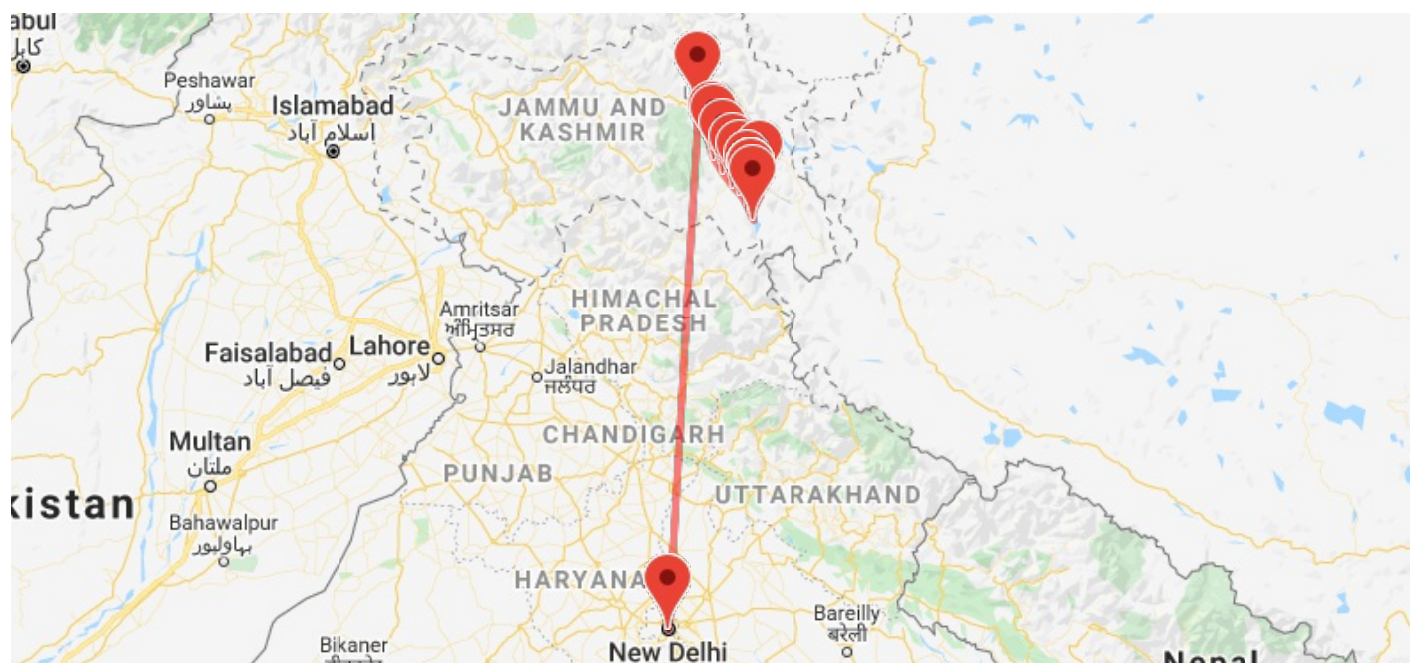 abul
کابل
Peshawar
پشاور
Islamabad
اسلام آباد
JAMMU AND
KASHMIR
Amritsar
ਅੰਮ੍ਰਿਤਸਰ
HIMACHAL
PRADESH
Faisalabad
فیصل آباد
Lahore
لاہور
Jalandhar
ਜਲੰਧਰ
Multan
ملتان
CHANDIGARH
PUNJAB
UTTARAKHAND
kistan
Bahawalpur
بہاولپور
HARYANA
Bareilly
बरेली
Bikaner
New Delhi
Nepal